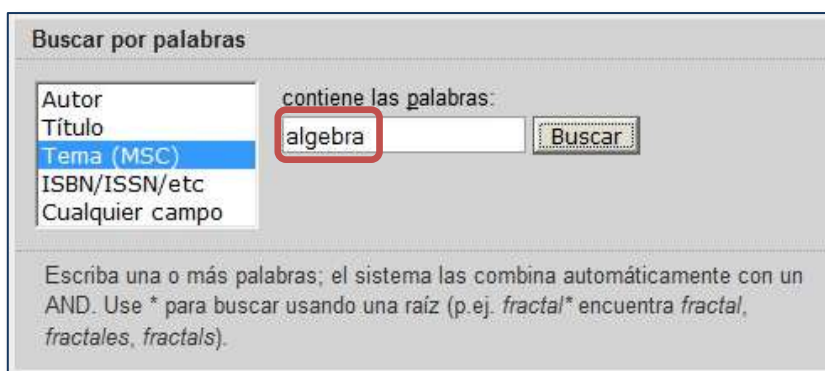 Buscar por palabras
Autor
Título
Tema (MSC)
ISBN/ISSN/etc
Cualquier campo
contiene las palabras:
algebra
Buscar
Escriba una o más palabras; el sistema las combina automáticamente con un
AND. Use * para buscar usando una raíz (p.ej. fractal* encuentra fractal,
fractales, fractals).